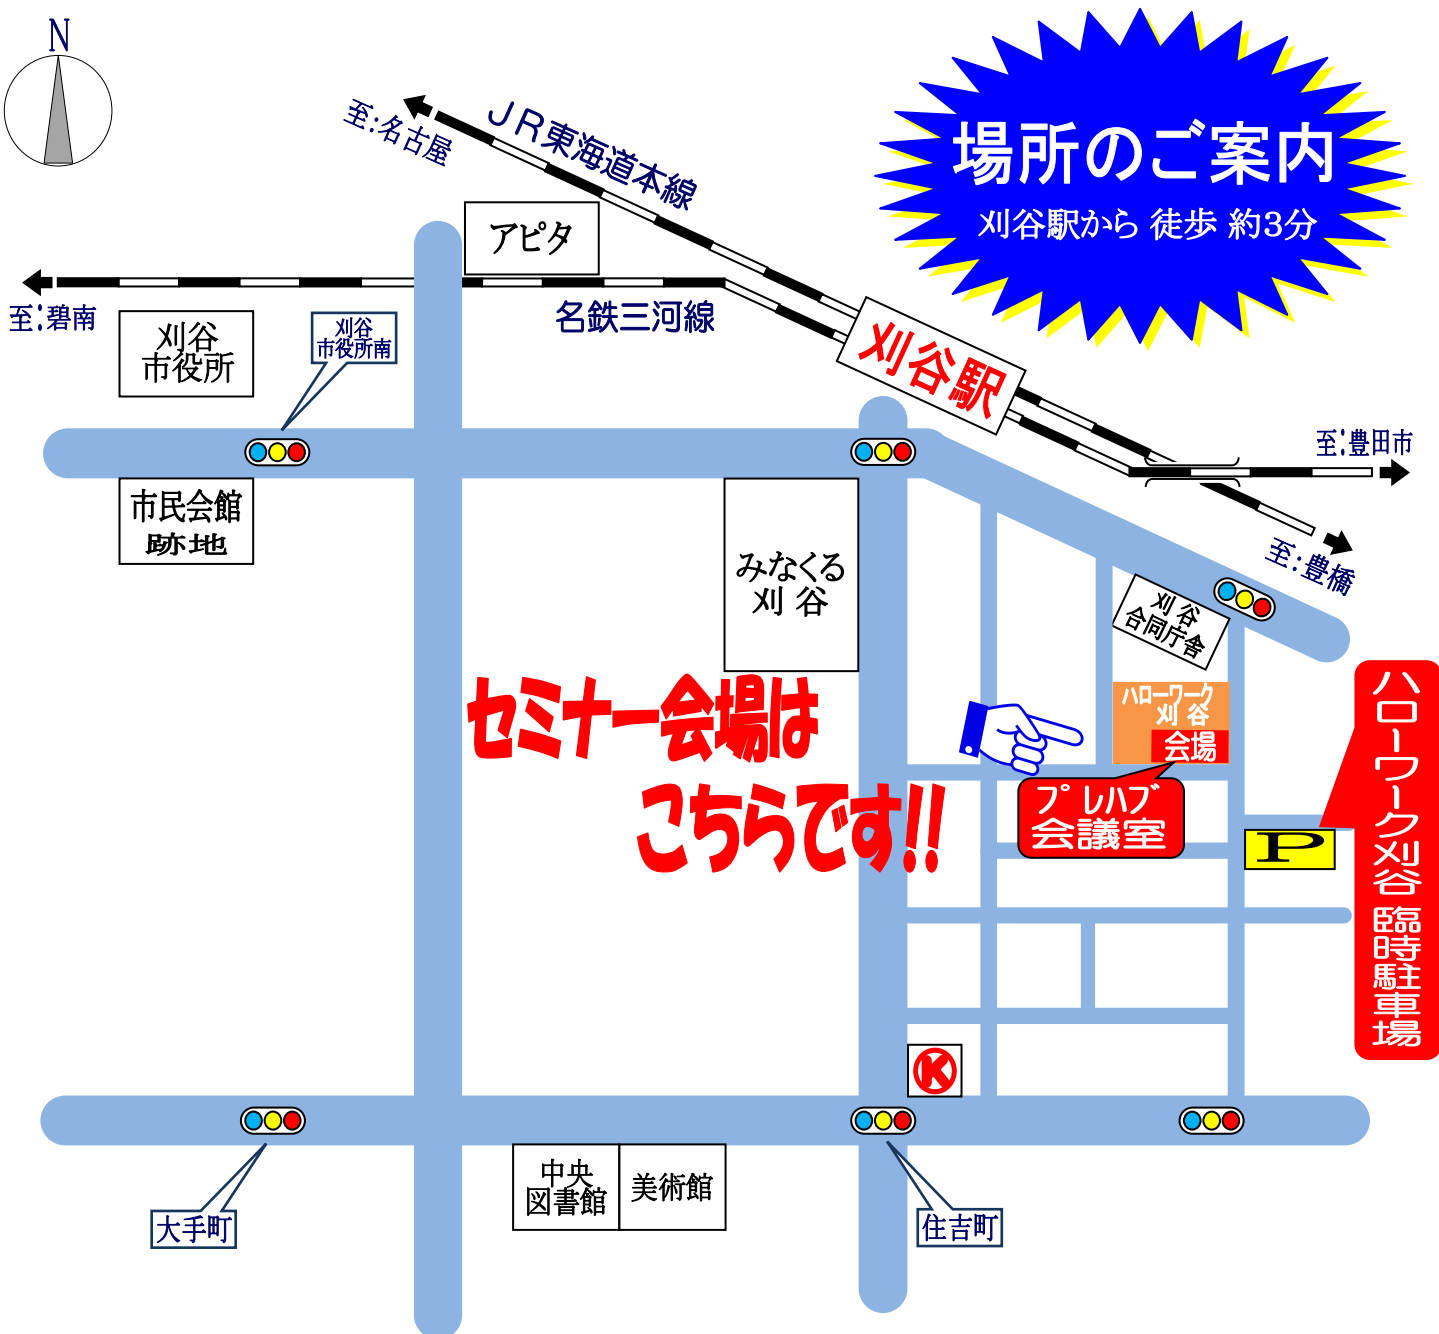 N
場所のご案内
刈谷駅から 徒歩 約3分
至:名古屋
JR東海道本線
アピタ
至:碧南
名鉄三河線
刈谷
市役所
刈谷
市役所南
刈谷駅
至:豊田市
至:豊橋
市民会館
跡地
みなくる
刈 谷
刈 谷
合同庁舎
セミナー会場は
こちらです!!
ハローワーク
刈 谷
会場
プレハブ
会議室
P
ハローワーク刈谷 臨時駐車場
K
中央
図書館
美術館
大手町
住吉町